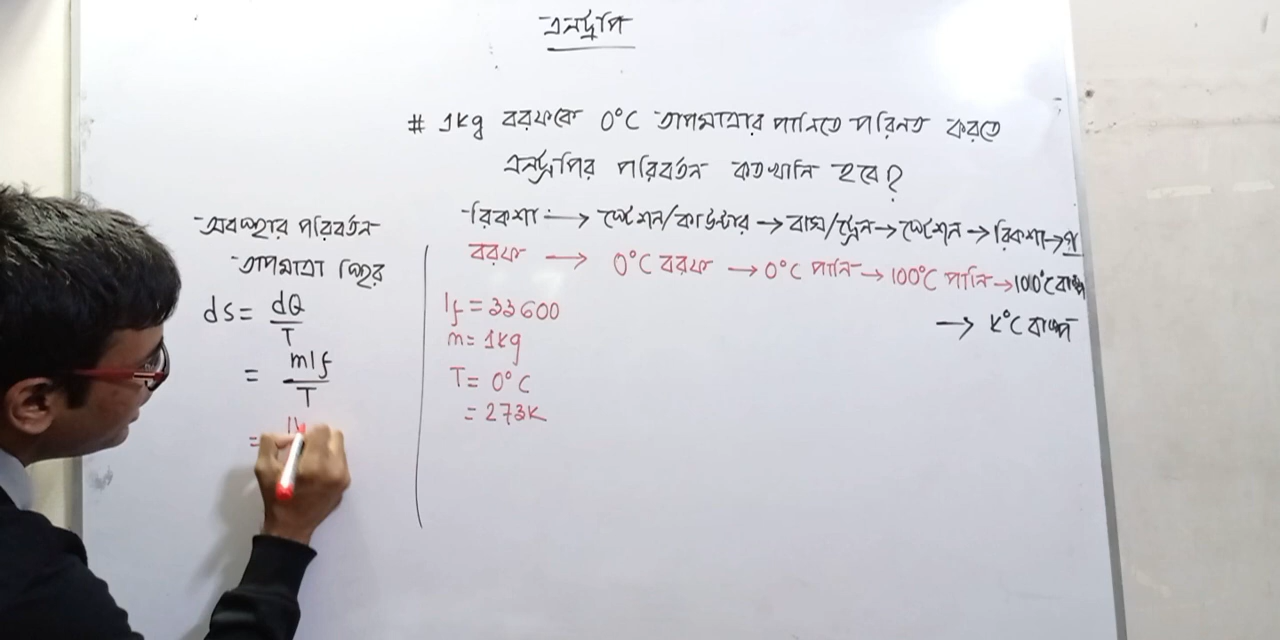 এনট্রপি
# 1kg বরফকে 0°C তাপমাত্রার পানিতে পরিনত করতে
এনট্রপির পরিবর্তন কতখানি হবে?
রিকশা → স্টেশন/কাউন্টার → বাস/ট্রেন → স্টেশন → রিকশা →
বরফ → 0°C বরফ → 0°C পানি → 100°C পানি → 100°C বাষ্প
→ K°C বাষ্প
অবস্থার পরিবর্তন
তাপমাত্রা স্থির
ds = dQ/T
= mlf/T
=
lf = 33600
m = 1kg
T = 0°C
= 273K